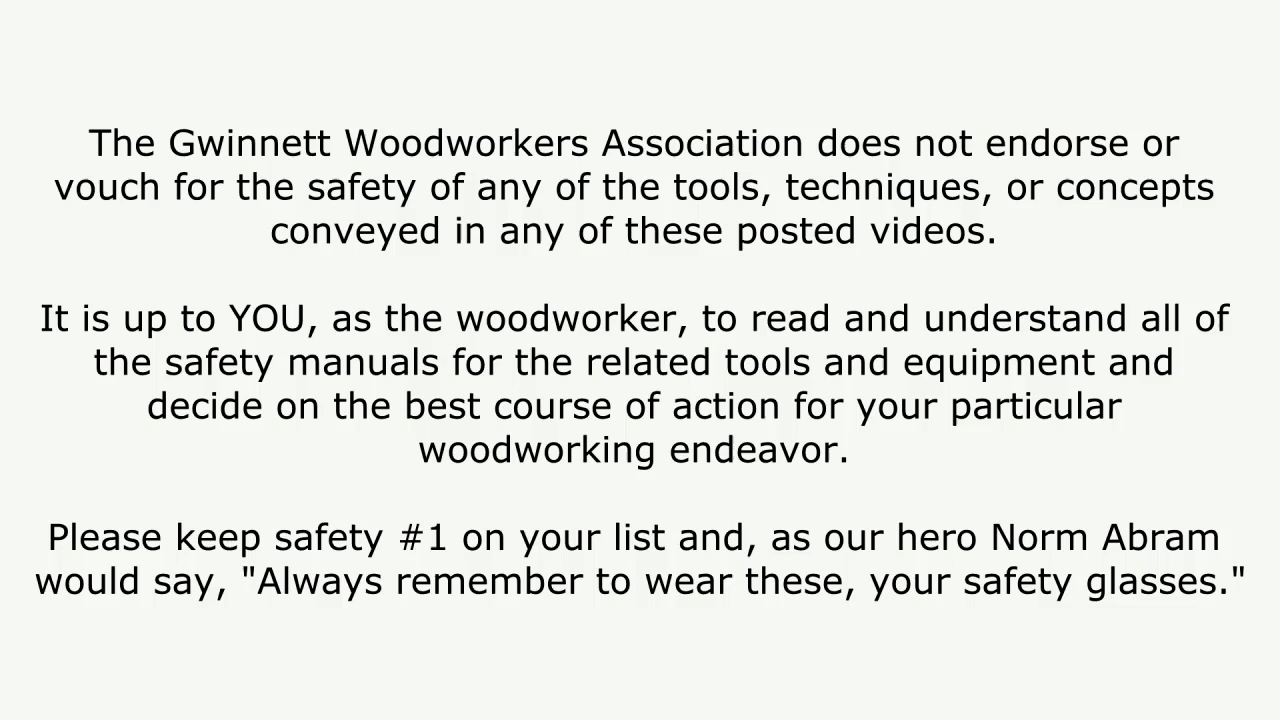 The Gwinnett Woodworkers Association does not endorse or
vouch for the safety of any of the tools, techniques, or concepts
conveyed in any of these posted videos.
It is up to YOU, as the woodworker, to read and understand all of
the safety manuals for the related tools and equipment and
decide on the best course of action for your particular
woodworking endeavor.
Please keep safety #1 on your list and, as our hero Norm Abram
would say, "Always remember to wear these, your safety glasses."